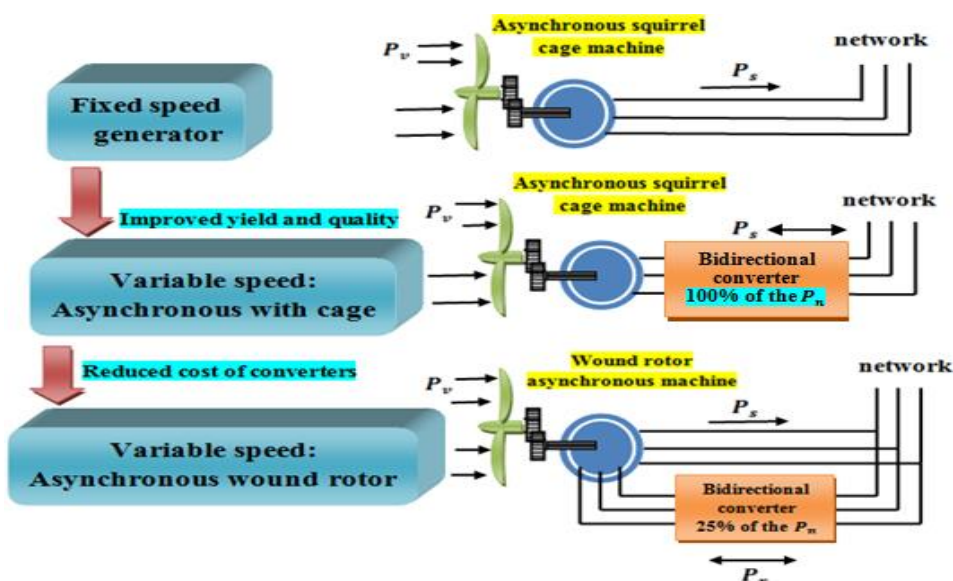 Asynchronous squirrel
cage machine
network
P_v
P_s
Fixed speed
generator
Asynchronous squirrel
cage machine
network
Improved yield and quality
P_v
P_s
Variable speed:
Asynchronous with cage
Bidirectional
converter
100% of the P_n
Wound rotor
asynchronous machine
network
Reduced cost of converters
P_v
P_s
Variable speed:
Asynchronous wound rotor
Bidirectional
converter
25% of the P_n